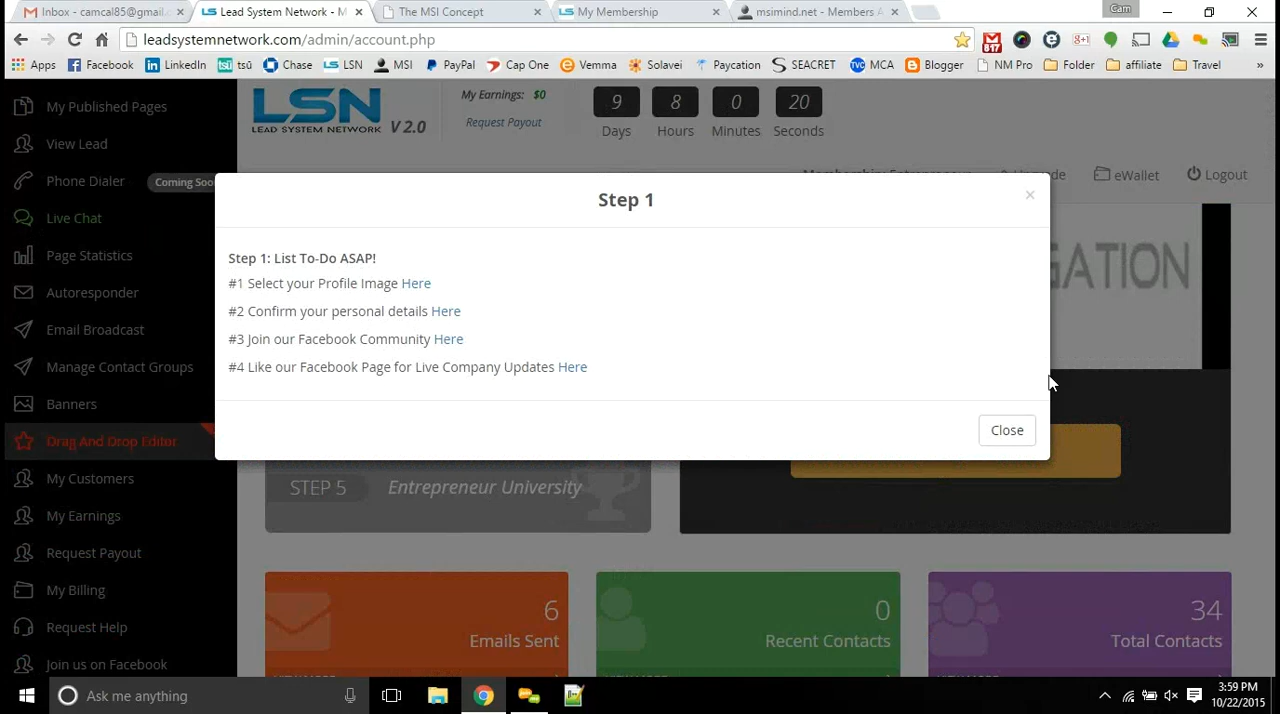 Inbox - camcal85@gmail.
Lead System Network - M
The MSI Concept
My Membership
msimind.net - Members A
Cam
leadsystemnetwork.com/admin/account.php
817
Apps Facebook LinkedIn tsū Chase LSN MSI PayPal Cap One Vemma Solavei Paycation SEACRET MCA Blogger NM Pro Folder affiliate Travel »
My Published Pages
View Lead
Phone Dialer Coming Soo
Live Chat
Page Statistics
Autoresponder
Email Broadcast
Manage Contact Groups
Banners
Drag And Drop Editor
My Customers
My Earnings
Request Payout
My Billing
Request Help
Join us on Facebook
LSN
LEAD SYSTEM NETWORK V 2.0
My Earnings: $0
Request Payout
9 8 0 20
Days Hours Minutes Seconds
eWallet Logout
GATION
Step 1
×
Step 1: List To-Do ASAP!
#1 Select your Profile Image Here
#2 Confirm your personal details Here
#3 Join our Facebook Community Here
#4 Like our Facebook Page for Live Company Updates Here
Close
STEP 5 Entrepreneur University
6
Emails Sent
0
Recent Contacts
34
Total Contacts
Ask me anything
3:59 PM
10/22/2015